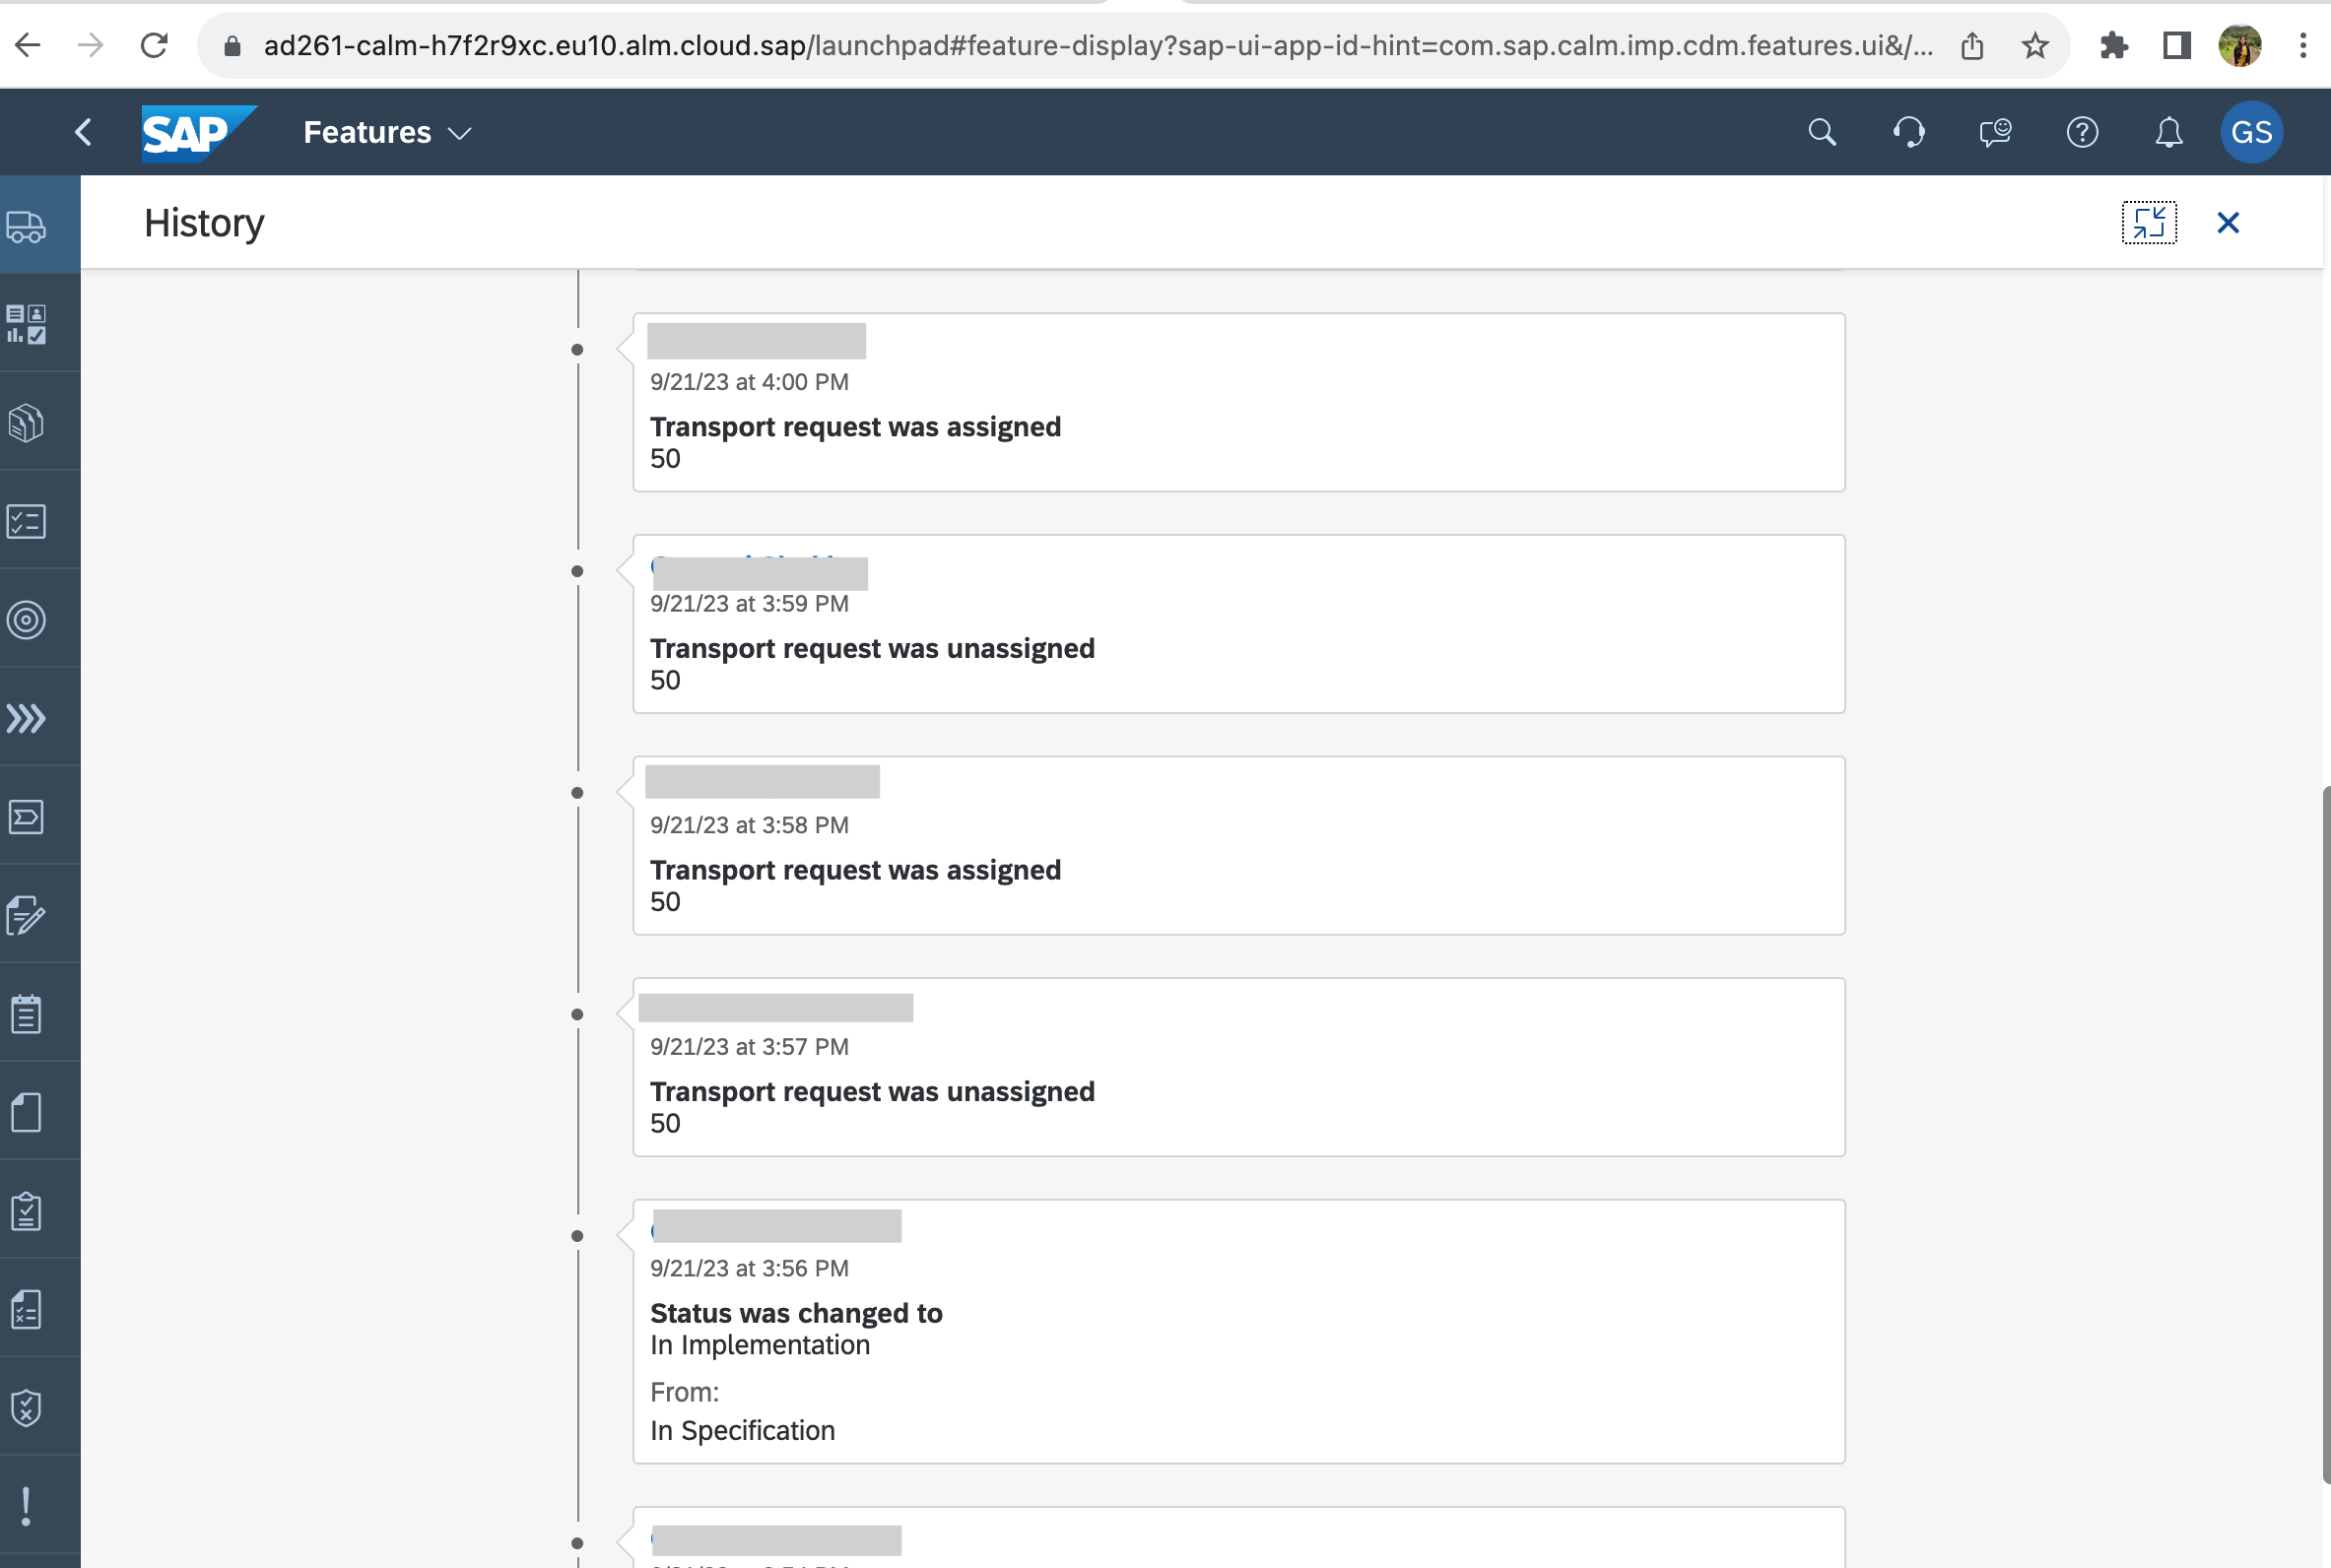 ad261-calm-h7f2r9xc.eu10.alm.cloud.sap/launchpad#feature-display?sap-ui-app-id-hint=com.sap.calm.imp.cdm.features.ui&/...
SAP
Features
GS
History
9/21/23 at 4:00 PM
Transport request was assigned
50
9/21/23 at 3:59 PM
Transport request was unassigned
50
9/21/23 at 3:58 PM
Transport request was assigned
50
9/21/23 at 3:57 PM
Transport request was unassigned
50
9/21/23 at 3:56 PM
Status was changed to
In Implementation
From:
In Specification